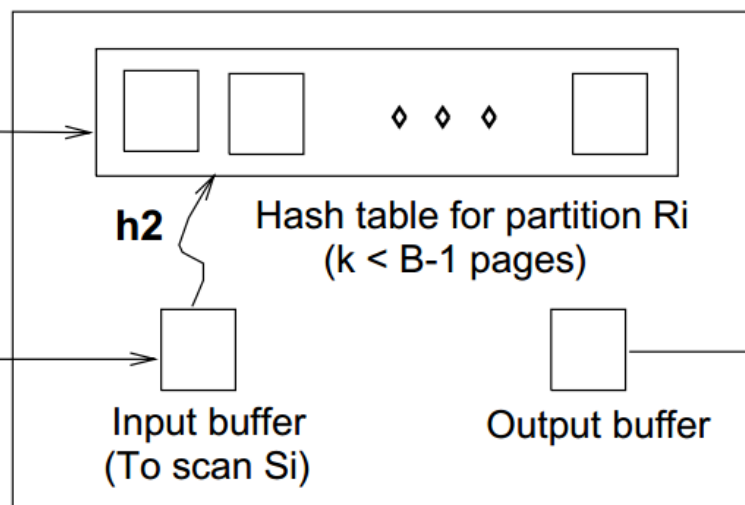 h2
Hash table for partition Ri
(k < B-1 pages)
Input buffer
(To scan Si)
Output buffer